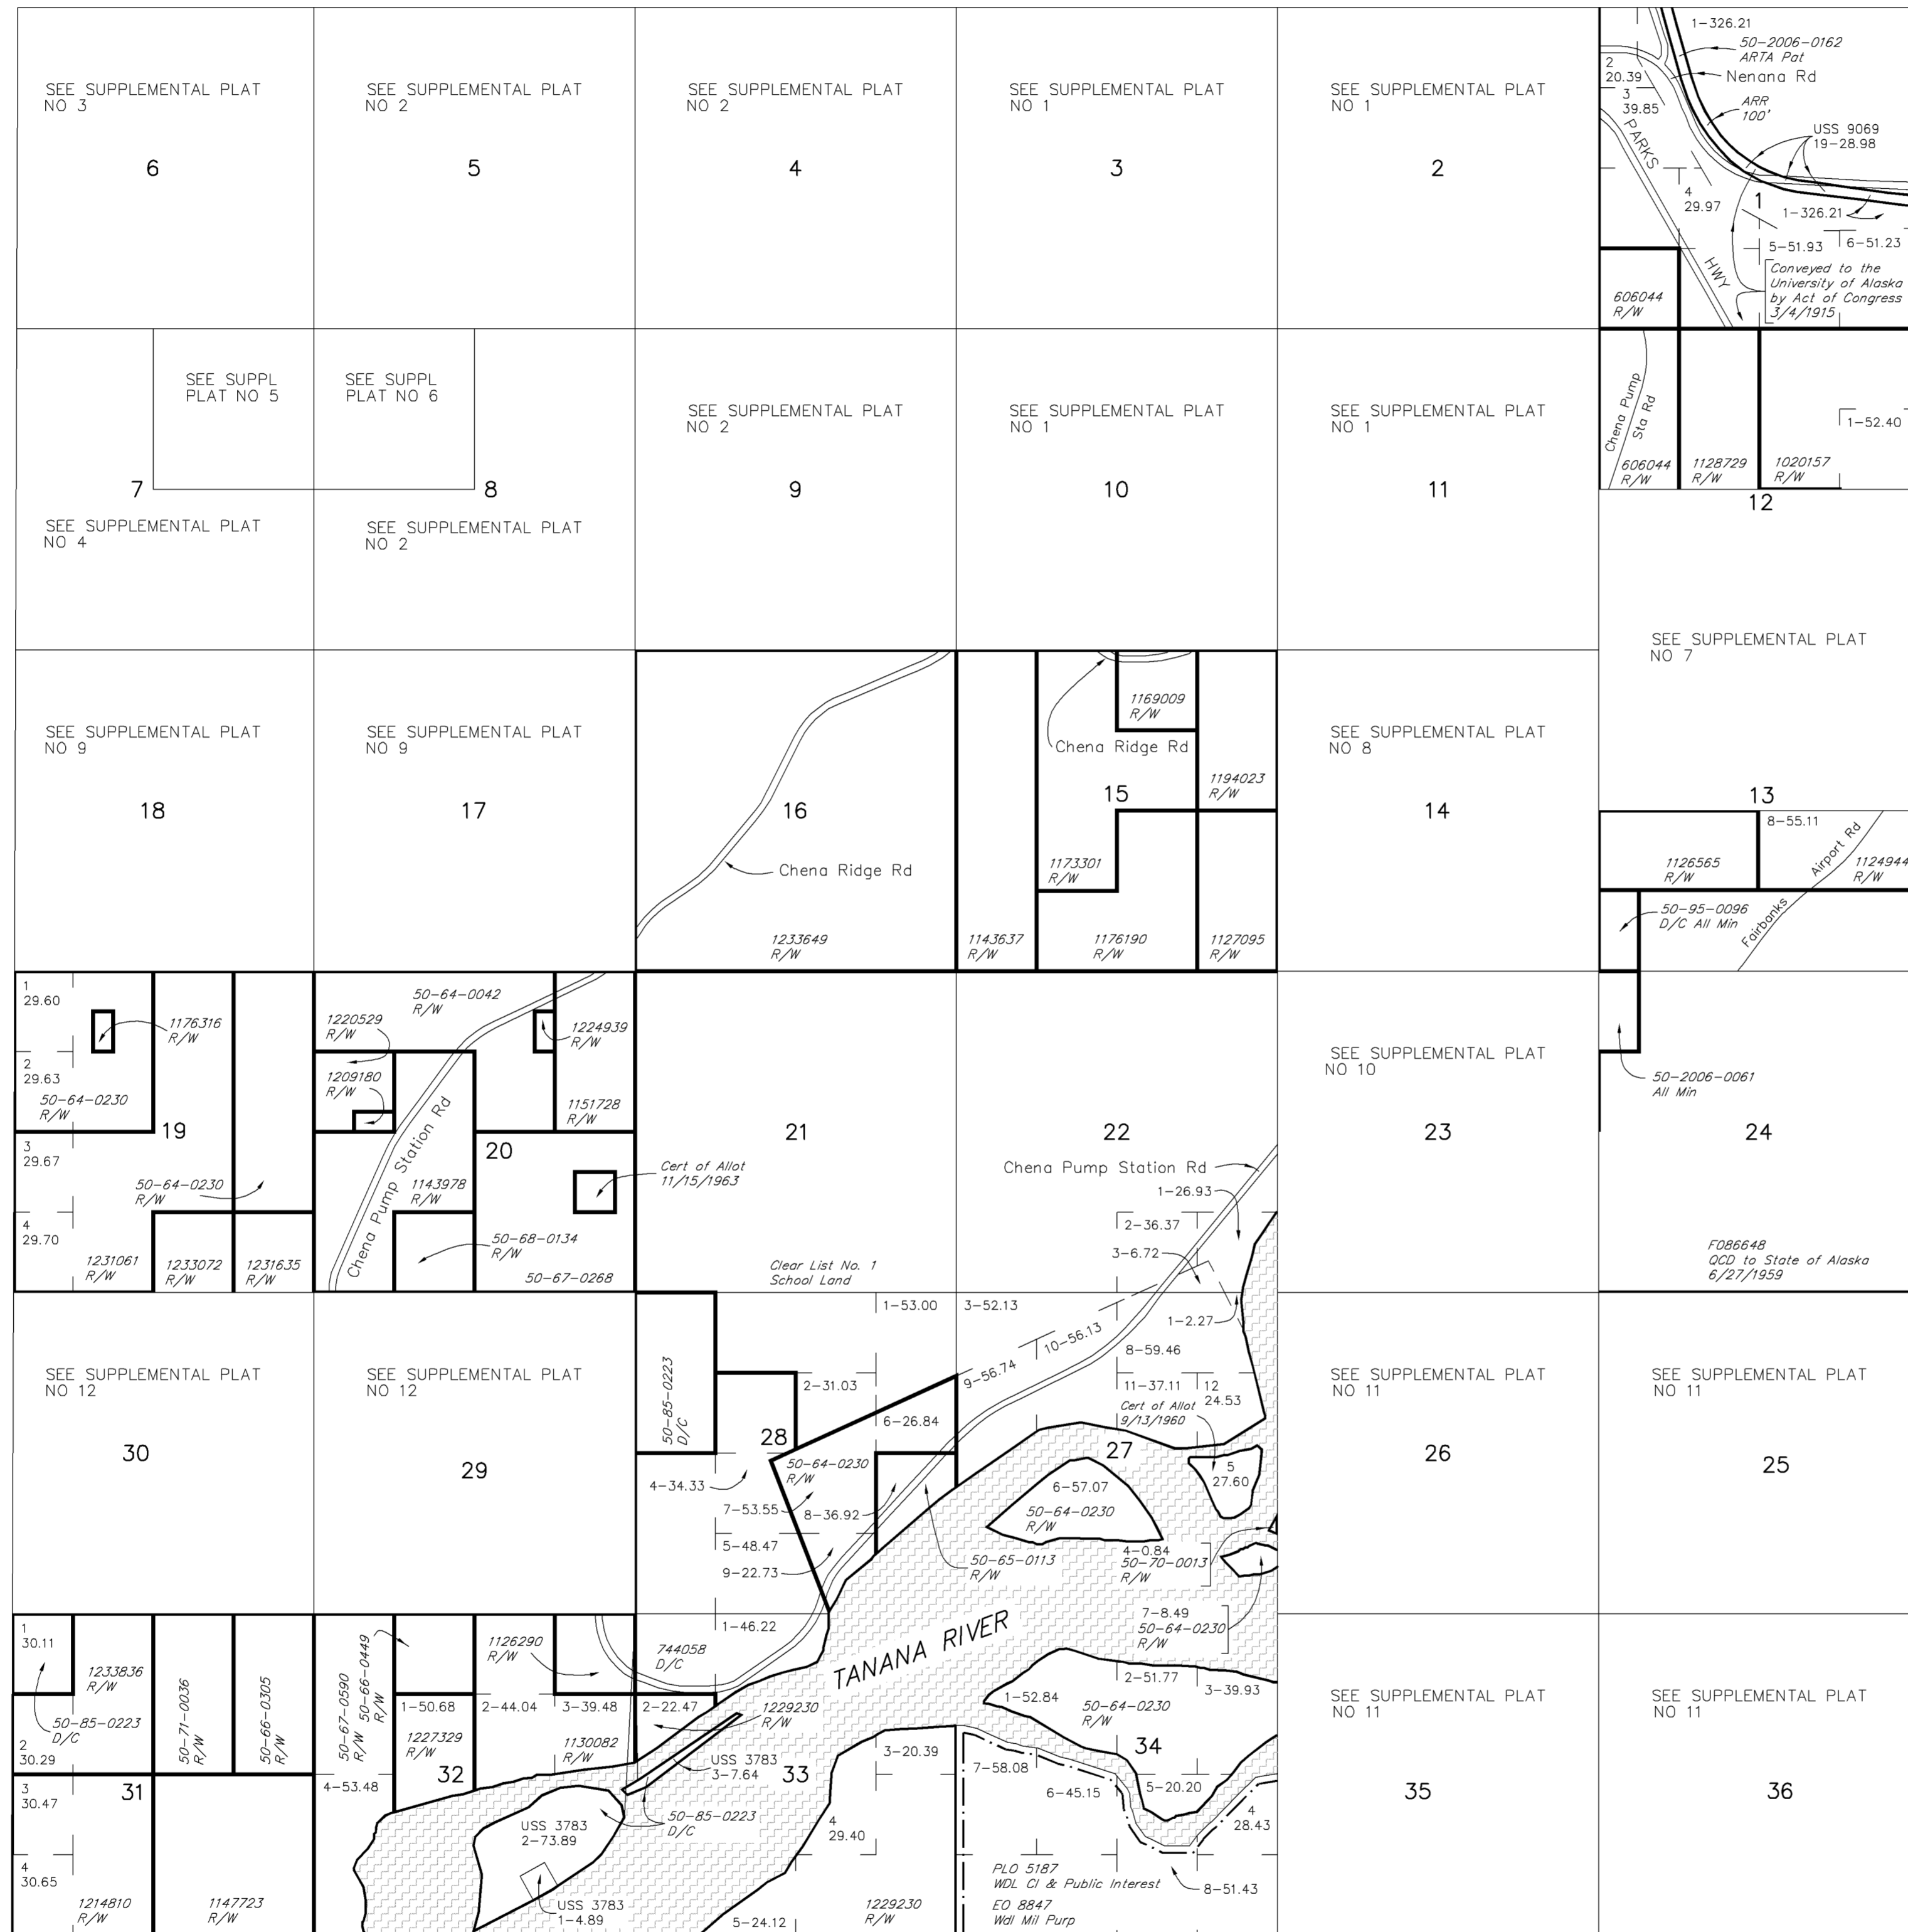 SEE SUPPLEMENTAL PLAT
NO 3
6
SEE SUPPLEMENTAL PLAT
NO 2
5
SEE SUPPLEMENTAL PLAT
NO 2
4
SEE SUPPLEMENTAL PLAT
NO 1
3
SEE SUPPLEMENTAL PLAT
NO 1
2
1-326.21
50-2006-0162
ARTA Pat
Nenana Rd
2
20.39
3
39.85
ARR
100'
USS 9069
19-28.98
PARKS
HWY
4
29.97
1
1-326.21
5-51.93
6-51.23
Conveyed to the
University of Alaska
by Act of Congress
3/4/1915
606044
R/W
SEE SUPPL
PLAT NO 5
7
SEE SUPPLEMENTAL PLAT
NO 4
SEE SUPPL
PLAT NO 6
8
SEE SUPPLEMENTAL PLAT
NO 2
SEE SUPPLEMENTAL PLAT
NO 2
9
SEE SUPPLEMENTAL PLAT
NO 1
10
SEE SUPPLEMENTAL PLAT
NO 1
11
Chena Pump
Sta Rd
606044
R/W
1128729
R/W
1020157
R/W
1-52.40
12
SEE SUPPLEMENTAL PLAT
NO 9
18
SEE SUPPLEMENTAL PLAT
NO 9
17
16
Chena Ridge Rd
1233649
R/W
1169009
R/W
Chena Ridge Rd
15
1194023
R/W
1173301
R/W
1143637
R/W
1176190
R/W
1127095
R/W
SEE SUPPLEMENTAL PLAT
NO 8
14
SEE SUPPLEMENTAL PLAT
NO 7
13
8-55.11
Airport Rd
1126565
R/W
1124944
R/W
50-95-0096
D/C All Min
Fairbanks
1
29.60
1176316
R/W
2
29.63
50-64-0230
R/W
19
3
29.67
50-64-0230
R/W
4
29.70
1231061
R/W
1233072
R/W
1231635
R/W
50-64-0042
R/W
1220529
R/W
1224939
R/W
1209180
R/W
1151728
R/W
Chena Pump Station Rd
20
1143978
R/W
50-68-0134
R/W
50-67-0268
Cert of Allot
11/15/1963
21
Clear List No. 1
School Land
22
Chena Pump Station Rd
1-26.93
2-36.37
3-6.72
SEE SUPPLEMENTAL PLAT
NO 10
23
50-2006-0061
All Min
24
F086648
QCD to State of Alaska
6/27/1959
SEE SUPPLEMENTAL PLAT
NO 12
30
SEE SUPPLEMENTAL PLAT
NO 12
29
50-85-0223
D/C
1-53.00
2-31.03
6-26.84
28
50-64-0230
R/W
4-34.33
7-53.55
8-36.92
5-48.47
9-22.73
3-52.13
1-2.27
10-56.13
9-56.74
8-59.46
11-37.11
12
24.53
Cert of Allot
9/13/1960
27
5
27.60
6-57.07
50-64-0230
R/W
50-65-0113
R/W
4-0.84
50-70-0013
R/W
SEE SUPPLEMENTAL PLAT
NO 11
26
SEE SUPPLEMENTAL PLAT
NO 11
25
1
30.11
1233836
R/W
50-85-0223
D/C
2
30.29
50-71-0036
R/W
50-66-0305
R/W
3
30.47
31
4
30.65
1214810
R/W
1147723
R/W
50-67-0590
R/W
50-66-0449
R/W
1126290
R/W
1-50.68
2-44.04
3-39.48
1227329
R/W
1130082
R/W
4-53.48
32
USS 3783
2-73.89
USS 3783
1-4.89
1-46.22
744058
D/C
2-22.47
1229230
R/W
USS 3783
3-7.64
33
50-85-0223
D/C
TANANA RIVER
3-20.39
4
29.40
1229230
R/W
5-24.12
7-8.49
50-64-0230
R/W
2-51.77
1-52.84
3-39.93
50-64-0230
R/W
34
7-58.08
6-45.15
5-20.20
4
28.43
PLO 5187
WDL Cl & Public Interest
8-51.43
EO 8847
Wdl Mil Purp
SEE SUPPLEMENTAL PLAT
NO 11
35
SEE SUPPLEMENTAL PLAT
NO 11
36